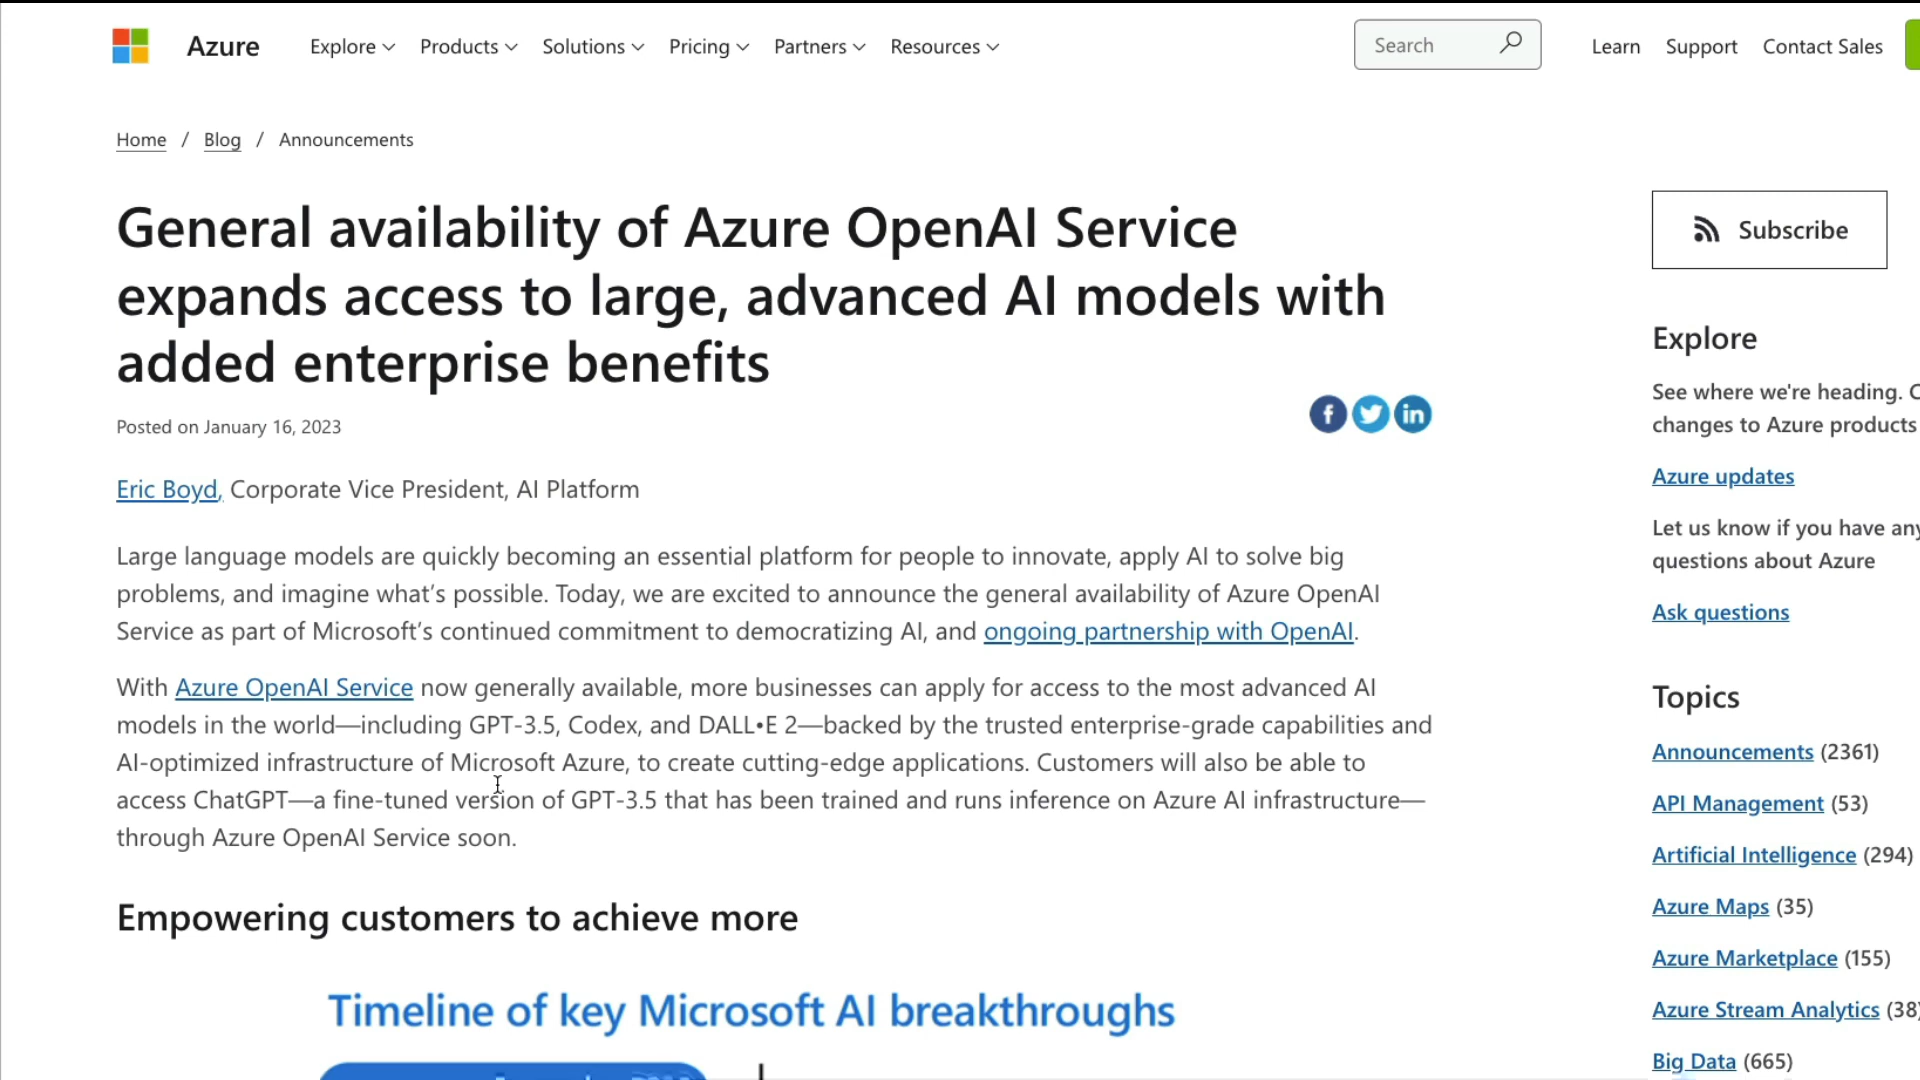 Azure
Explore
Products
Solutions
Pricing
Partners
Resources
Search
Learn
Support
Contact Sales
Home / Blog / Announcements
General availability of Azure OpenAI Service
expands access to large, advanced AI models with
added enterprise benefits
Posted on January 16, 2023
Eric Boyd, Corporate Vice President, AI Platform
Large language models are quickly becoming an essential platform for people to innovate, apply AI to solve big
problems, and imagine what’s possible. Today, we are excited to announce the general availability of Azure OpenAI
Service as part of Microsoft’s continued commitment to democratizing AI, and ongoing partnership with OpenAI.
With Azure OpenAI Service now generally available, more businesses can apply for access to the most advanced AI
models in the world—including GPT-3.5, Codex, and DALL•E 2—backed by the trusted enterprise-grade capabilities and
AI-optimized infrastructure of Microsoft Azure, to create cutting-edge applications. Customers will also be able to
access ChatGPT—a fine-tuned version of GPT-3.5 that has been trained and runs inference on Azure AI infrastructure—
through Azure OpenAI Service soon.
Empowering customers to achieve more
Timeline of key Microsoft AI breakthroughs
Subscribe
Explore
See where we're heading.
changes to Azure products
Azure updates
Let us know if you have any
questions about Azure
Ask questions
Topics
Announcements (2361)
API Management (53)
Artificial Intelligence (294)
Azure Maps (35)
Azure Marketplace (155)
Azure Stream Analytics (38)
Big Data (665)